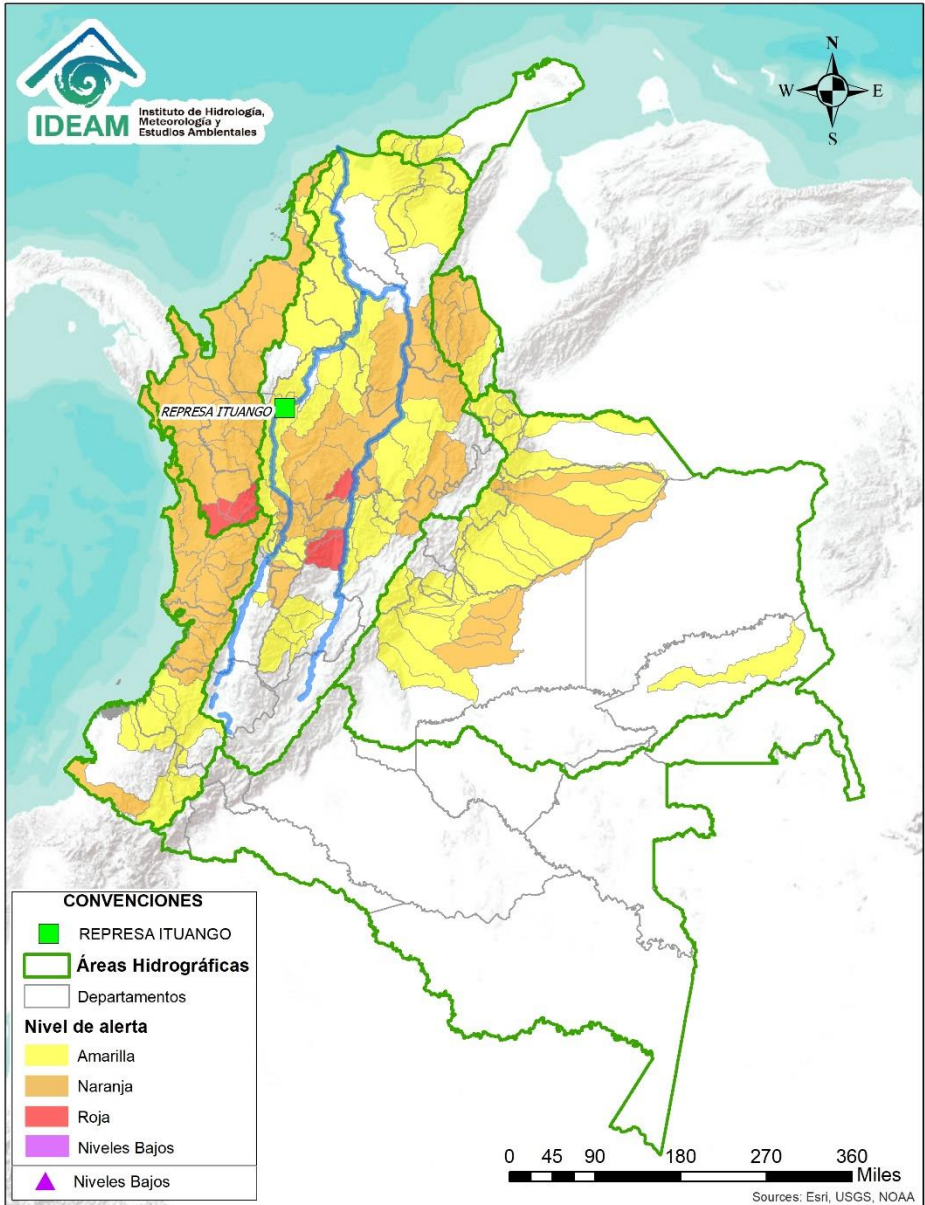 IDEAM
Instituto de Hidrología,
Meteorología y
Estudios Ambientales
N
W
E
S
REPRESA ITUANGO
CONVENCIONES
REPRESA ITUANGO
Áreas Hidrográficas
Departamentos
Nivel de alerta
Amarilla
Naranja
Roja
Niveles Bajos
Niveles Bajos
0 45 90 180 270 360
Miles
Sources: Esri, USGS, NOAA